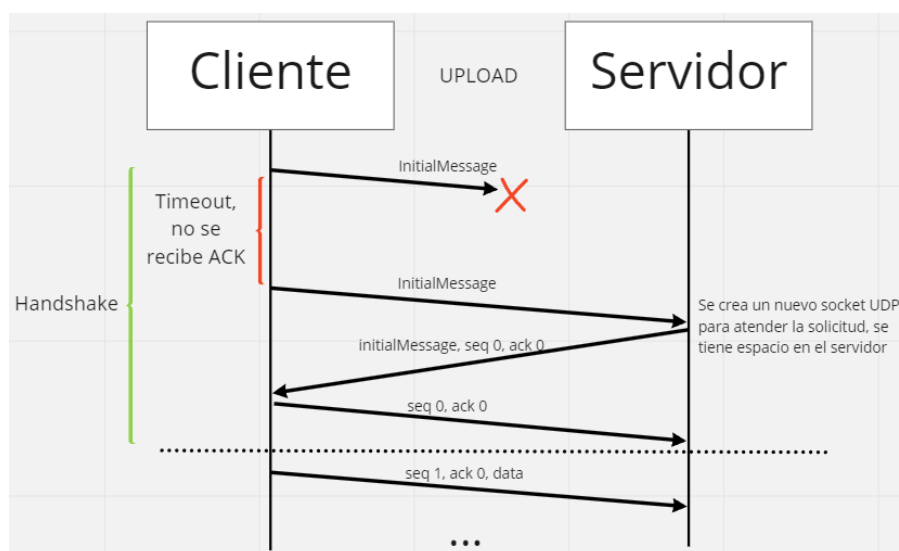 Cliente
UPLOAD
Servidor
InitialMessage
Timeout,
no se
recibe ACK
Handshake
InitialMessage
Se crea un nuevo socket UDP
para atender la solicitud, se
tiene espacio en el servidor
initialMessage, seq 0, ack 0
seq 0, ack 0
seq 1, ack 0, data
...